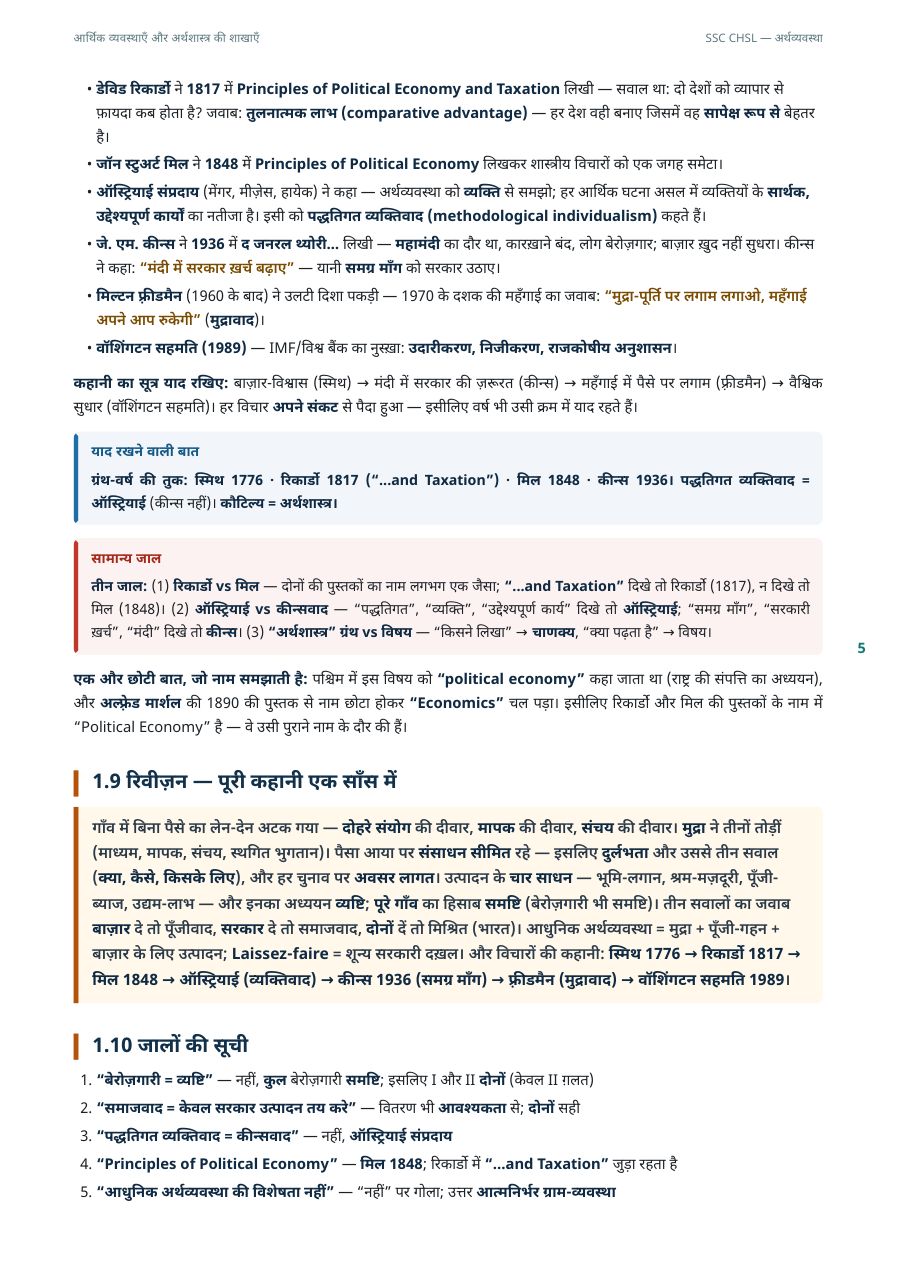 आर्थिक व्यवस्थाएँ और अर्थशास्त्र की शाखाएँ
SSC CHSL — अर्थव्यवस्था
• डेविड रिकार्डो ने 1817 में Principles of Political Economy and Taxation लिखी — सवाल था: दो देशों को व्यापार से
फ़ायदा कब होता है? जवाब: तुलनात्मक लाभ (comparative advantage) — हर देश वही बनाए जिसमें वह सापेक्ष रूप से बेहतर
है।
• जॉन स्टुअर्ट मिल ने 1848 में Principles of Political Economy लिखकर शास्त्रीय विचारों को एक जगह समेटा।
• ऑस्ट्रियाई संप्रदाय (मेंगर, मीज़ेस, हायेक) ने कहा — अर्थव्यवस्था को व्यक्ति से समझो; हर आर्थिक घटना असल में व्यक्तियों के सार्थक,
उद्देश्यपूर्ण कार्यों का नतीजा है। इसी को पद्धतिगत व्यक्तिवाद (methodological individualism) कहते हैं।
• जे. एम. कीन्स ने 1936 में द जनरल थ्योरी… लिखी — महामंदी का दौर था, कारख़ाने बंद, लोग बेरोज़गार; बाज़ार ख़ुद नहीं सुधरा। कीन्स
ने कहा: “मंदी में सरकार ख़र्च बढ़ाए” — यानी समग्र माँग को सरकार उठाए।
• मिल्टन फ़्रीडमैन (1960 के बाद) ने उलटी दिशा पकड़ी — 1970 के दशक की महँगाई का जवाब: “मुद्रा-पूर्ति पर लगाम लगाओ, महँगाई
अपने आप रुकेगी” (मुद्रावाद)।
• वॉशिंगटन सहमति (1989) — IMF/विश्व बैंक का नुस्ख़ा: उदारीकरण, निजीकरण, राजकोषीय अनुशासन।
कहानी का सूत्र याद रखिए: बाज़ार-विश्वास (स्मिथ) → मंदी में सरकार की ज़रूरत (कीन्स) → महँगाई में पैसे पर लगाम (फ़्रीडमैन) → वैश्विक
सुधार (वॉशिंगटन सहमति)। हर विचार अपने संकट से पैदा हुआ — इसीलिए वर्ष भी उसी क्रम में याद रहते हैं।
याद रखने वाली बात
ग्रंथ-वर्ष की तुक: स्मिथ 1776 · रिकार्डो 1817 (“…and Taxation”) · मिल 1848 · कीन्स 1936। पद्धतिगत व्यक्तिवाद =
ऑस्ट्रियाई (कीन्स नहीं)। कौटिल्य = अर्थशास्त्र।
सामान्य जाल
तीन जाल: (1) रिकार्डो vs मिल — दोनों की पुस्तकों का नाम लगभग एक जैसा; “…and Taxation” दिखे तो रिकार्डो (1817), न दिखे तो
मिल (1848)। (2) ऑस्ट्रियाई vs कीन्सवाद — “पद्धतिगत”, “व्यक्ति”, “उद्देश्यपूर्ण कार्य” दिखे तो ऑस्ट्रियाई; “समग्र माँग”, “सरकारी
ख़र्च”, “मंदी” दिखे तो कीन्स। (3) “अर्थशास्त्र” ग्रंथ vs विषय — “किसने लिखा” → चाणक्य, “क्या पढ़ता है” → विषय।
5
एक और छोटी बात, जो नाम समझाती है: पश्चिम में इस विषय को “political economy” कहा जाता था (राष्ट्र की संपत्ति का अध्ययन),
और अल्फ़्रेड मार्शल की 1890 की पुस्तक से नाम छोटा होकर “Economics” चल पड़ा। इसीलिए रिकार्डो और मिल की पुस्तकों के नाम में
“Political Economy” है — वे उसी पुराने नाम के दौर की हैं।
1.9 रिवीज़न — पूरी कहानी एक साँस में
गाँव में बिना पैसे का लेन-देन अटक गया — दोहरे संयोग की दीवार, मापक की दीवार, संचय की दीवार। मुद्रा ने तीनों तोड़ीं
(माध्यम, मापक, संचय, स्थगित भुगतान)। पैसा आया पर संसाधन सीमित रहे — इसलिए दुर्लभता और उससे तीन सवाल
(क्या, कैसे, किसके लिए), और हर चुनाव पर अवसर लागत। उत्पादन के चार साधन — भूमि-लगान, श्रम-मज़दूरी, पूँजी-
ब्याज, उद्यम-लाभ — और इनका अध्ययन व्यष्टि; पूरे गाँव का हिसाब समष्टि (बेरोज़गारी भी समष्टि)। तीन सवालों का जवाब
बाज़ार दे तो पूँजीवाद, सरकार दे तो समाजवाद, दोनों दें तो मिश्रित (भारत)। आधुनिक अर्थव्यवस्था = मुद्रा + पूँजी-गहन +
बाज़ार के लिए उत्पादन; Laissez-faire = शून्य सरकारी दख़ल। और विचारों की कहानी: स्मिथ 1776 → रिकार्डो 1817 →
मिल 1848 → ऑस्ट्रियाई (व्यक्तिवाद) → कीन्स 1936 (समग्र माँग) → फ़्रीडमैन (मुद्रावाद) → वॉशिंगटन सहमति 1989।
1.10 जालों की सूची
1. “बेरोज़गारी = व्यष्टि” — नहीं, कुल बेरोज़गारी समष्टि; इसलिए I और II दोनों (केवल II ग़लत)
2. “समाजवाद = केवल सरकार उत्पादन तय करे” — वितरण भी आवश्यकता से; दोनों सही
3. “पद्धतिगत व्यक्तिवाद = कीन्सवाद” — नहीं, ऑस्ट्रियाई संप्रदाय
4. “Principles of Political Economy” — मिल 1848; रिकार्डो में “…and Taxation” जुड़ा रहता है
5. “आधुनिक अर्थव्यवस्था की विशेषता नहीं” — “नहीं” पर गोला; उत्तर आत्मनिर्भर ग्राम-व्यवस्था